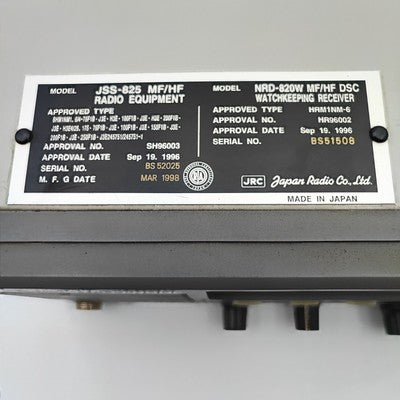 MODEL JSS-825 MF/HF
RADIO EQUIPMENT
APPROVED TYPE
APPROVAL NO. SH96003
APPROVAL DATE Sep 19. 1996
SERIAL NO. BS52025
M. F. G DATE MAR 1998
MODEL NRD-820W MF/HF DSC
WATCHKEEPING RECEIVER
APPROVED TYPE HRM1NM-6
APPROVAL NO. HR96002
APPROVAL DATE Sep 19. 1996
SERIAL NO. BS51508
JRC Japan Radio Co., Ltd.
MADE IN JAPAN